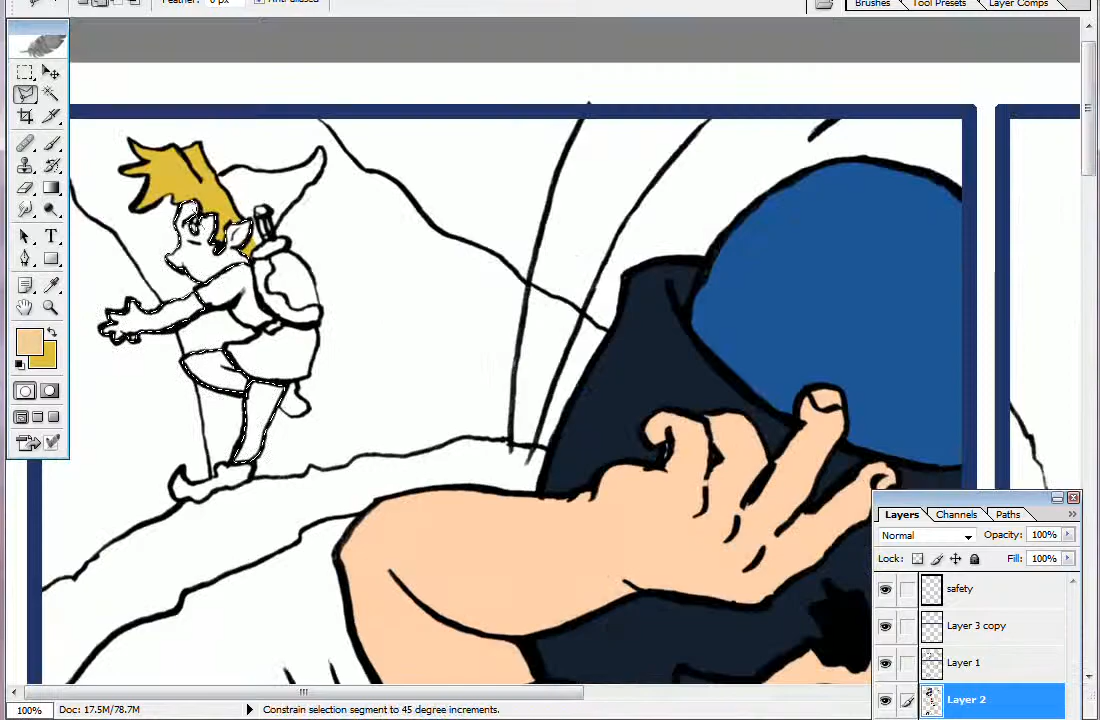 Feather: 0 px Anti-aliased
Brushes Tool Presets Layer Comps
T
Layers Channels Paths
Normal Opacity: 100%
Lock: Fill: 100%
safety
Layer 3 copy
Layer 1
Layer 2
100% Doc: 17.5M/78.7M Constrain selection segment to 45 degree increments.